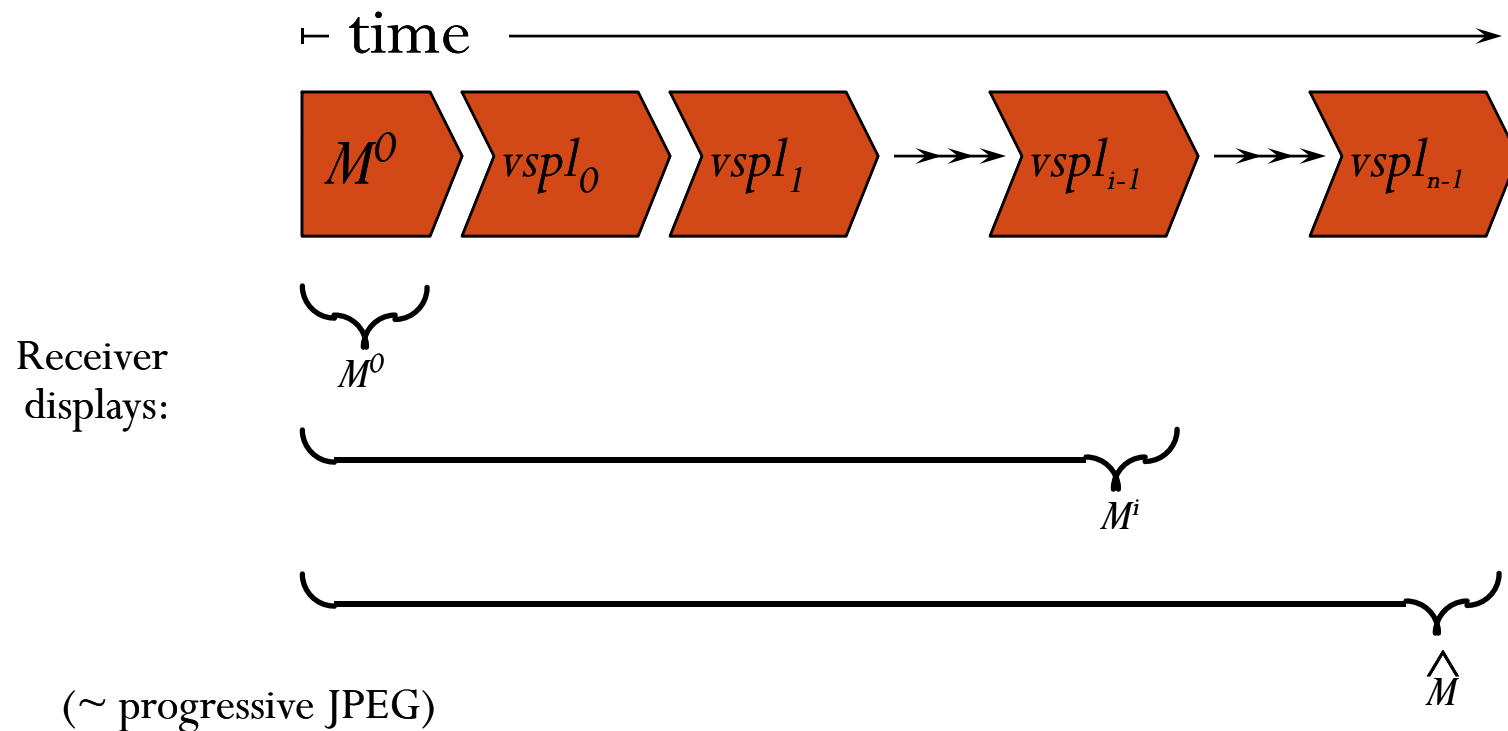 time
M⁰ vspl₀ vspl₁ vsplᵢ₋₁ vsplₙ₋₁
M⁰
Receiver
displays:
Mⁱ
M̂
(~ progressive JPEG)